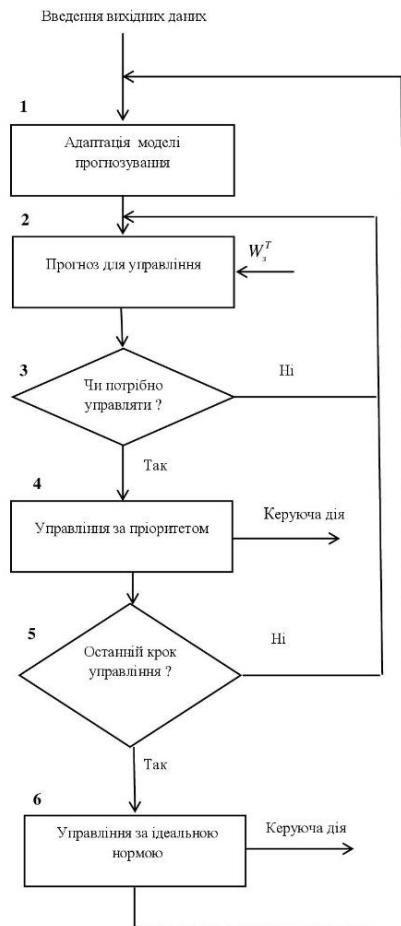 Введення вихідних даних
1
Адаптація моделі
прогнозування
2
Прогноз для управління
W_з^T
3
Чи потрібно
управляти ?
Ні
Так
4
Управління за пріоритетом
Керуюча дія
5
Останній крок
управління ?
Ні
Так
6
Управління за ідеальною
нормою
Керуюча дія